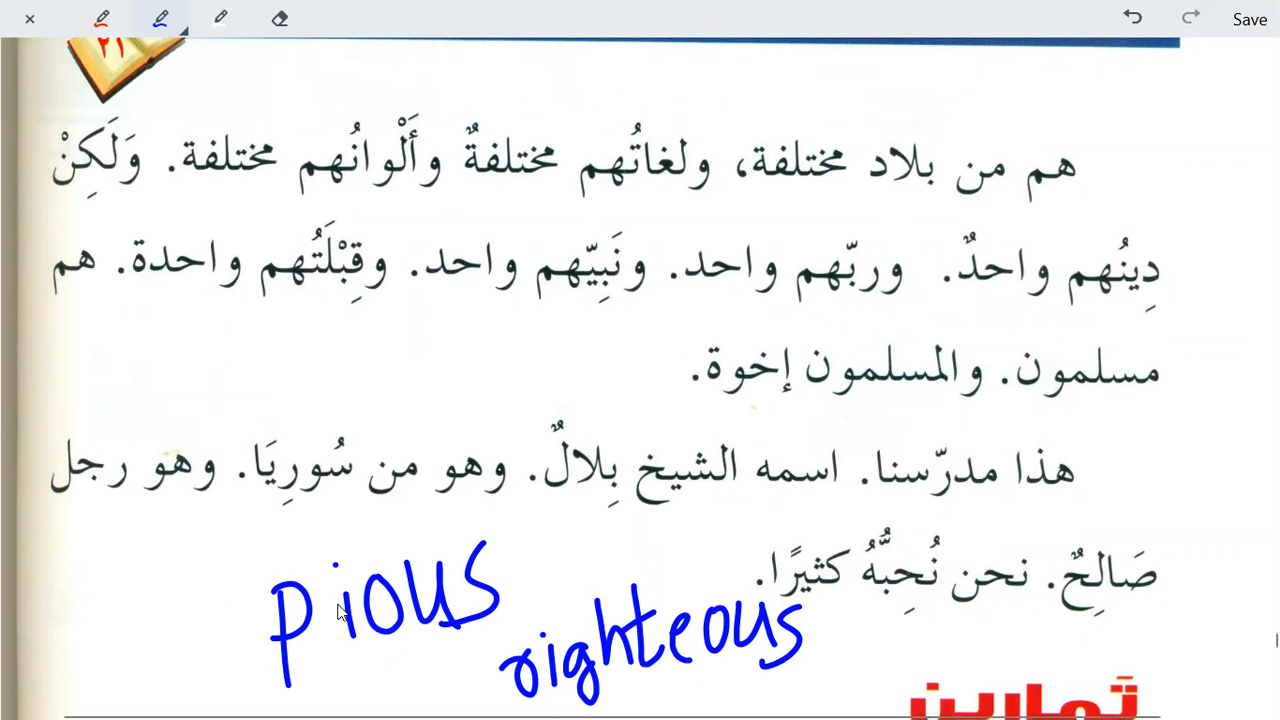 × Save
٢١
هم من بلاد مختلفة، ولغاتُهم مختلفةٌ وأَلْوانُهم مختلفة. وَلَكِنْ
دِينُهم واحدٌ. وربّهم واحد. ونَبِيّهم واحد. وقِبْلَتُهم واحدة. هم
مسلمون. والمسلمون إخوة.
هذا مدرّسنا. اسمه الشيخ بِلالٌ. وهو من سُورِيَا. وهو رجل
صَالِحٌ. نحن نُحِبُّهُ كثيرًا.
pious
righteous
تَمارين